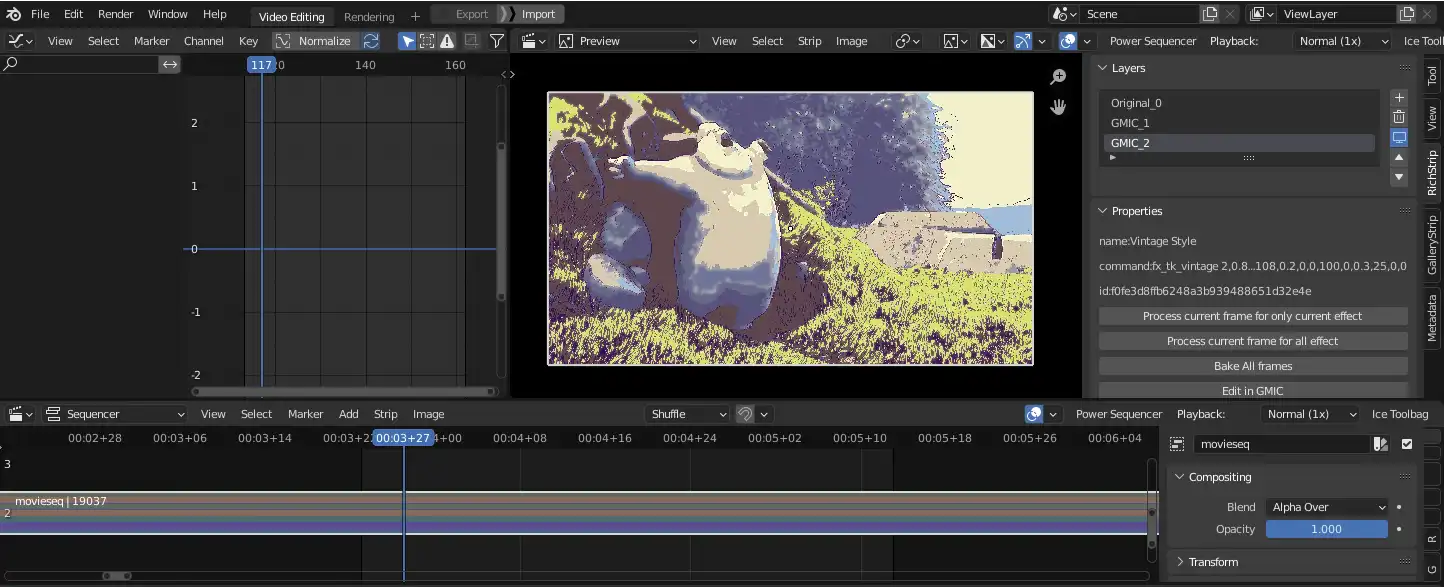 File Edit Render Window Help Video Editing Rendering + Export Import Scene ViewLayer
View Select Marker Channel Key Normalize Preview View Select Strip Image Power Sequencer Playback: Normal (1x) Ice Tool
117 140 160
2
1
0
-1
-2
Layers
Original_0
GMIC_1
GMIC_2
Properties
name:Vintage Style
command:fx_tk_vintage 2,0.8...108,0.2,0,0,100,0,0.3,25,0,0
id:f0fe3d8ffb6248a3b939488651d32e4e
Process current frame for only current effect
Process current frame for all effect
Bake All frames
Edit in GMIC
Tool
View
RichStrip
GalleryStrip
Metadata
Sequencer View Select Marker Add Strip Image Shuffle Power Sequencer Playback: Normal (1x) Ice Toolbag
00:02+28 00:03+06 00:03+14 00:03+27 00:04+08 00:04+16 00:04+24 00:05+02 00:05+10 00:05+18 00:05+26 00:06+04
3
movieseq | 19037
2
movieseq
Compositing
Blend Alpha Over
Opacity 1.000
Transform
R
G